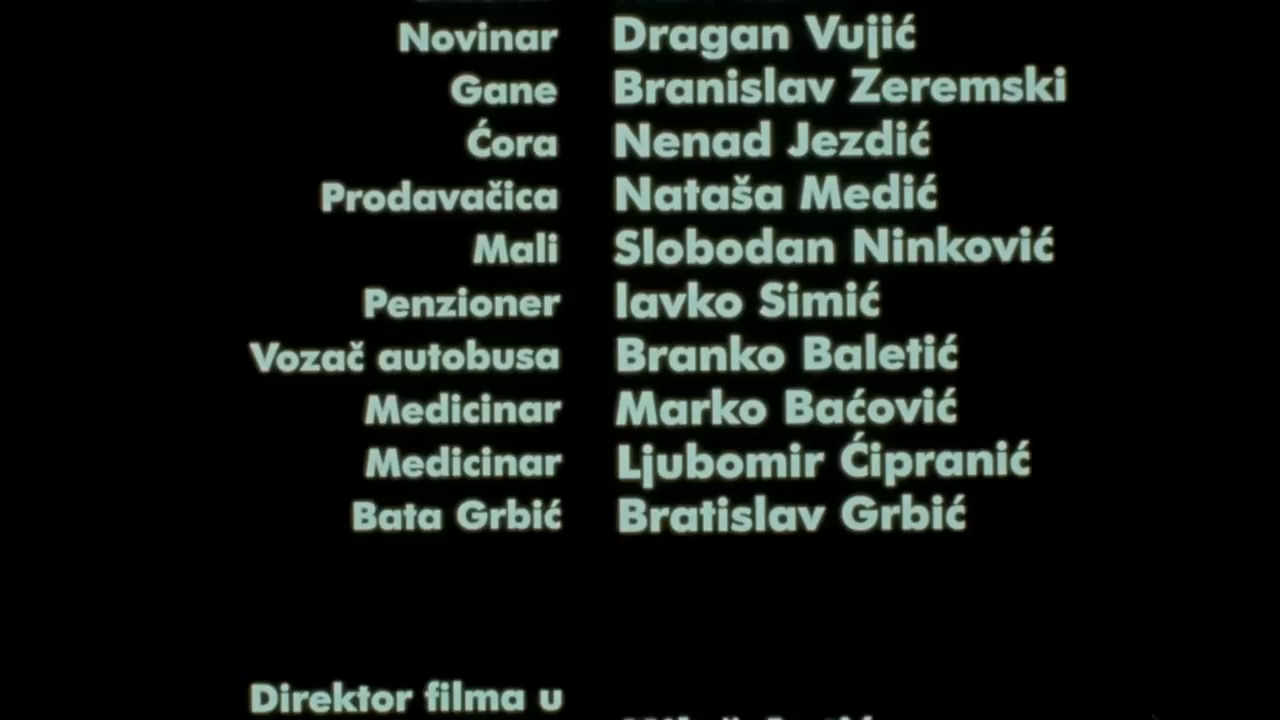 Novinar Dragan Vujić
Gane Branislav Zeremski
Ćora Nenad Jezdić
Prodavačica Nataša Medić
Mali Slobodan Ninković
Penzioner lavko Simić
Vozač autobusa Branko Baletić
Medicinar Marko Baćović
Medicinar Ljubomir Ćipranić
Bata Grbić Bratislav Grbić
Direktor filma u